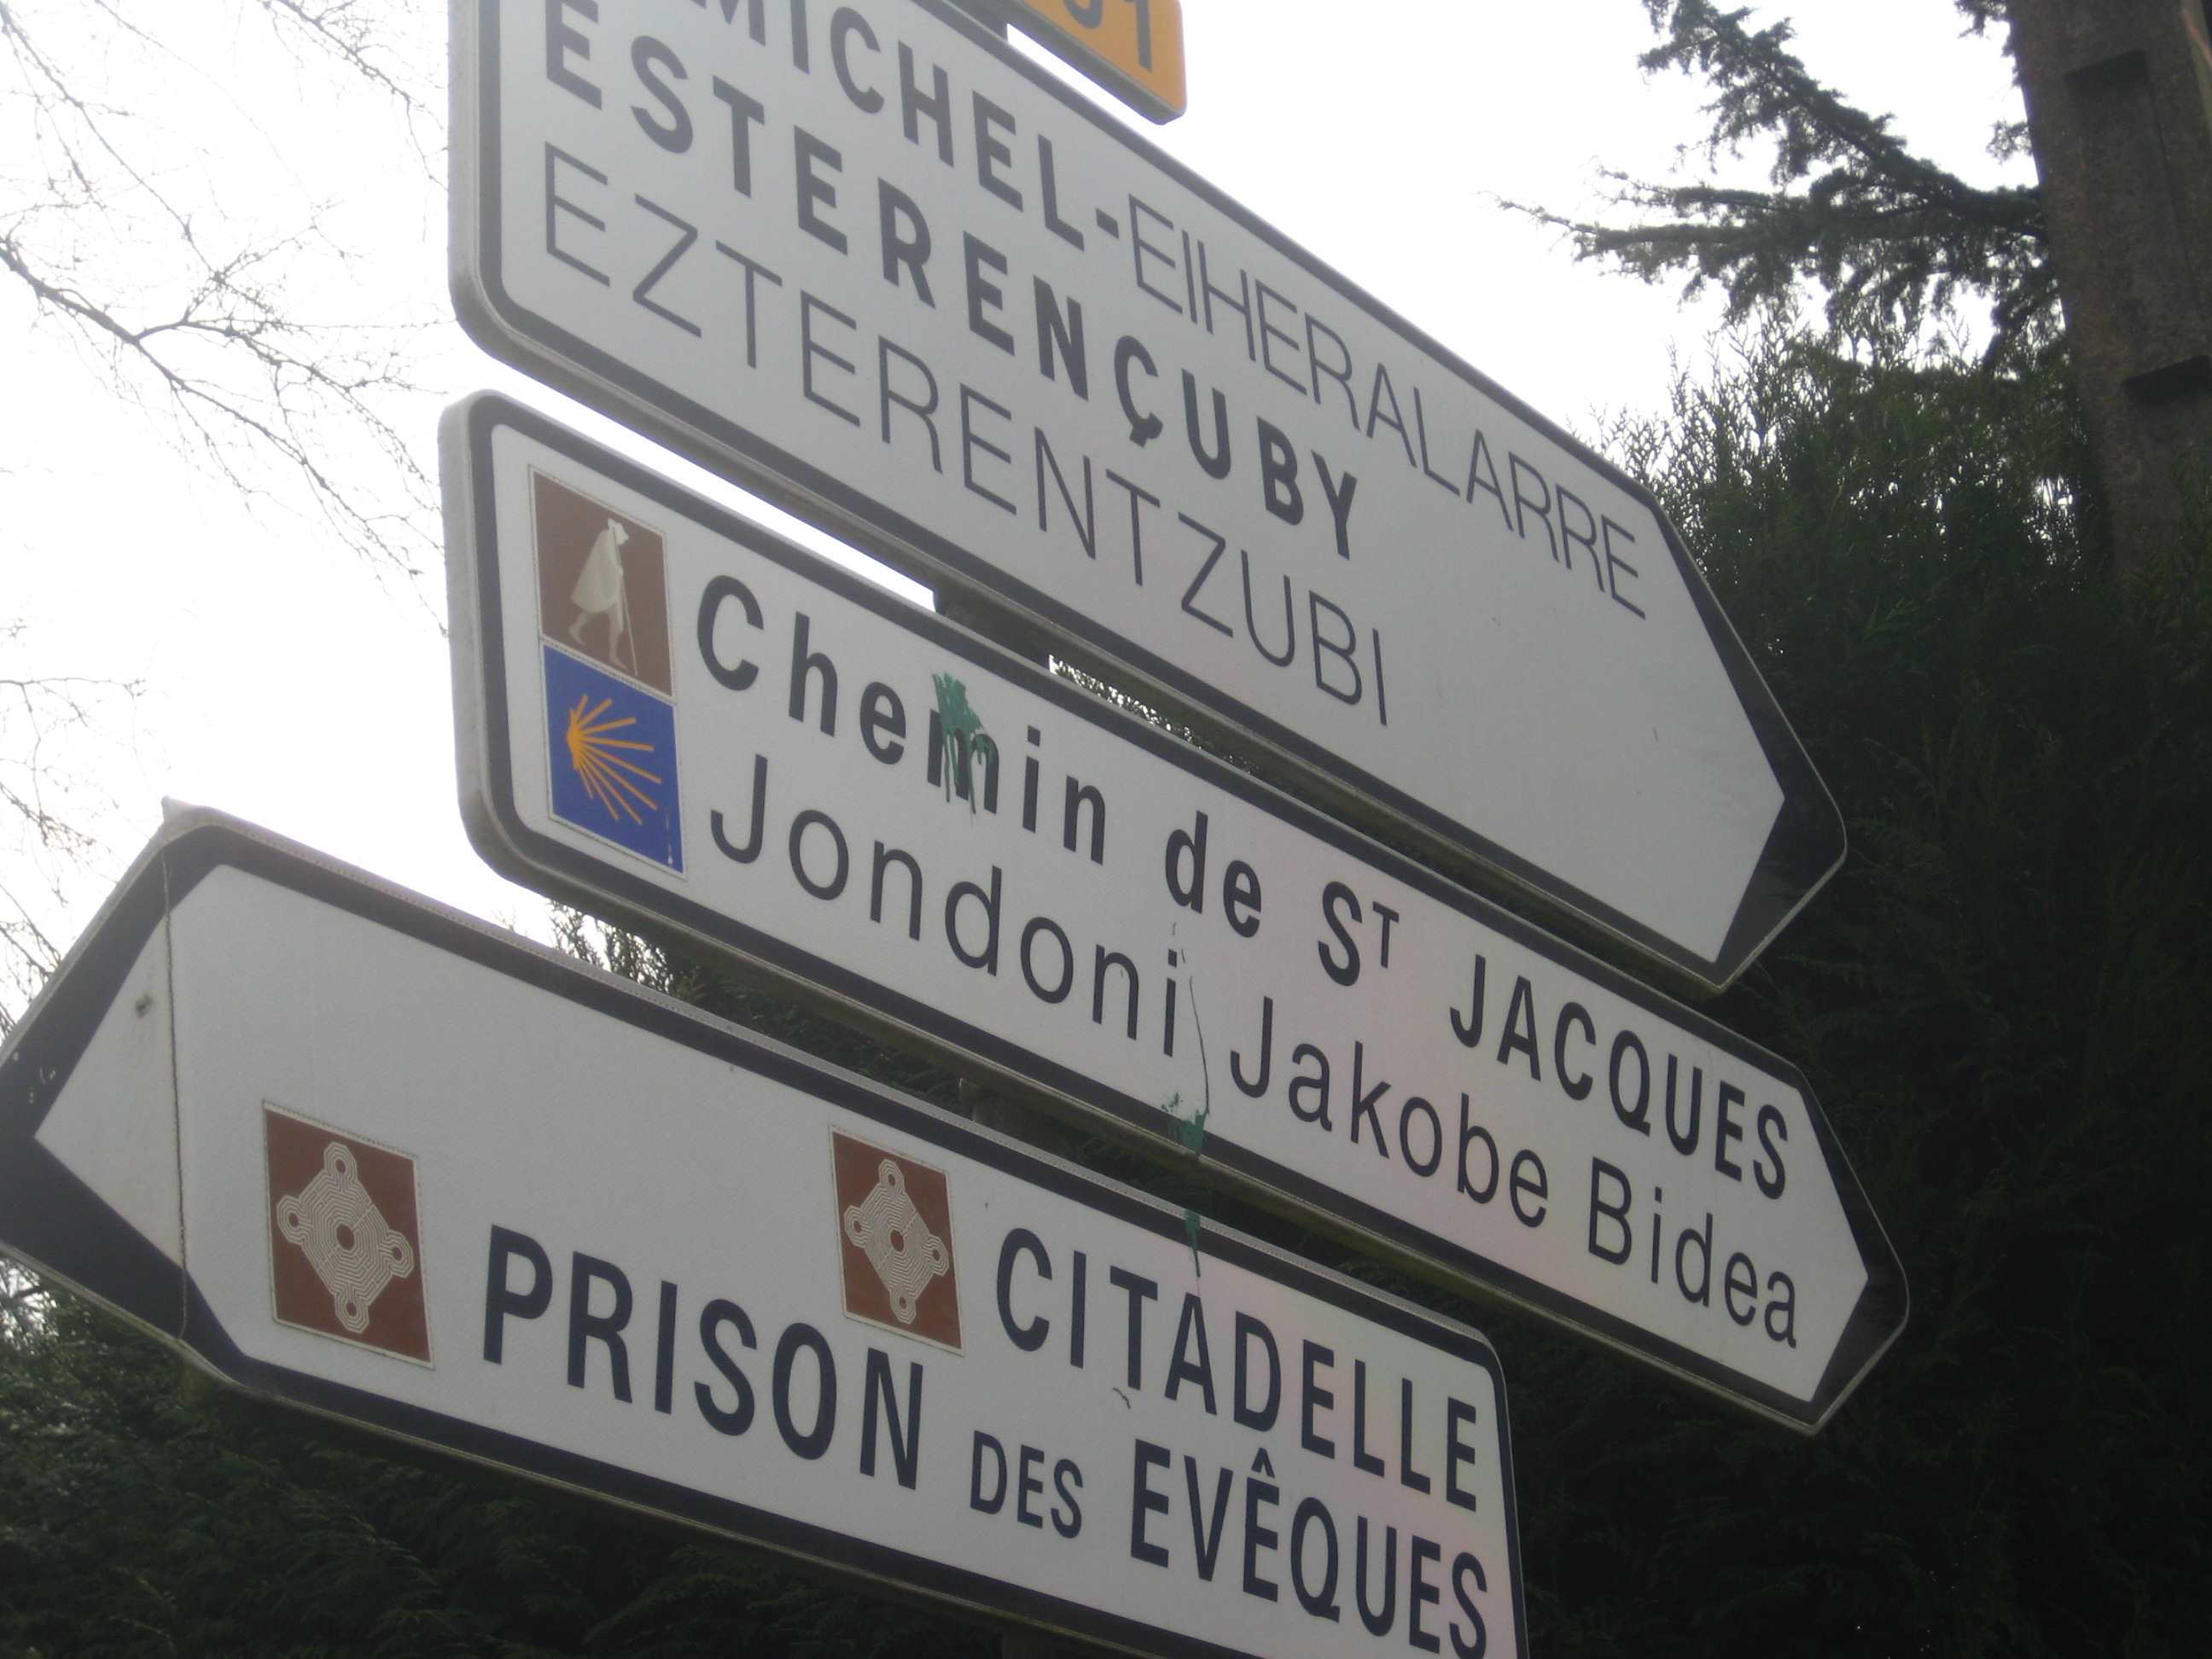 MICHEL-EIHERALARRE
ESTERENÇUBY
EZTERENTZUBI
Chemin de ST JACQUES
Jondoni Jakobe Bidea
CITADELLE
PRISON DES EVÊQUES